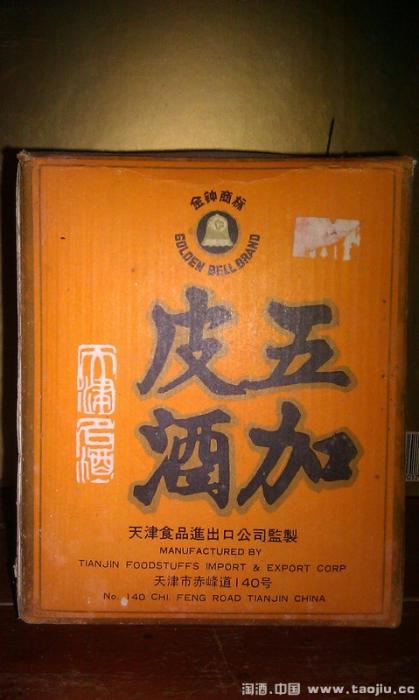 金钟商标
GOLDEN BELL BRAND
五加
皮酒
天津名酒
天津食品進出口公司監製
MANUFACTURED BY
TIANJIN FOODSTUFFS IMPORT & EXPORT CORP
天津市赤峰道140号
No. 140 CHI FENG ROAD TIANJIN CHINA
淘酒.中国 www.taojiu.cc